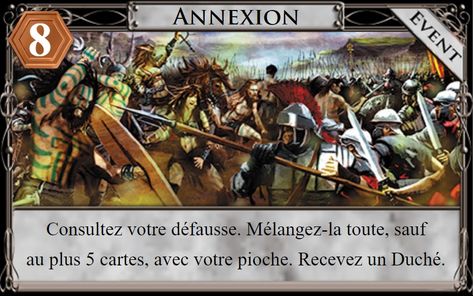 ANNEXION
8
EVENT
Consultez votre défausse. Mélangez-la toute, sauf
au plus 5 cartes, avec votre pioche. Recevez un Duché.